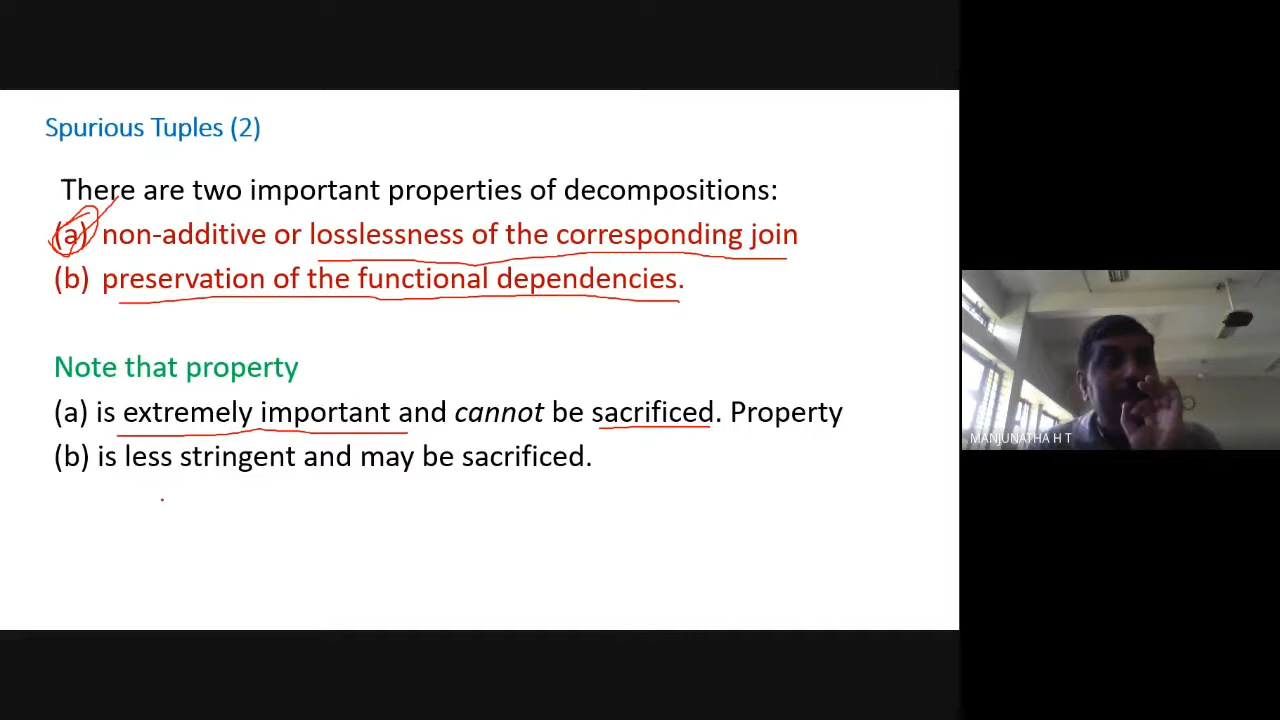 Spurious Tuples (2)
There are two important properties of decompositions:
(a) non-additive or losslessness of the corresponding join
(b) preservation of the functional dependencies.
Note that property
(a) is extremely important and cannot be sacrificed. Property
(b) is less stringent and may be sacrificed.
MANJUNATHA H T